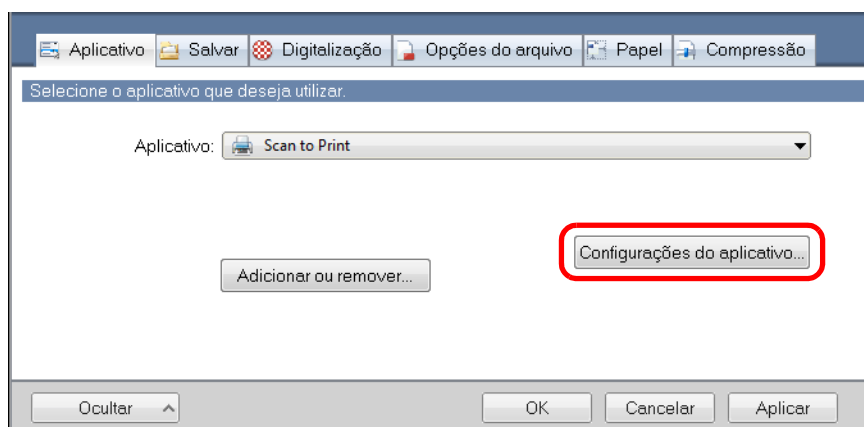 Aplicativo Salvar Digitalização Opções do arquivo Papel Compressão
Selecione o aplicativo que deseja utilizar.
Aplicativo: Scan to Print
Configurações do aplicativo...
Adicionar ou remover...
Ocultar OK Cancelar Aplicar